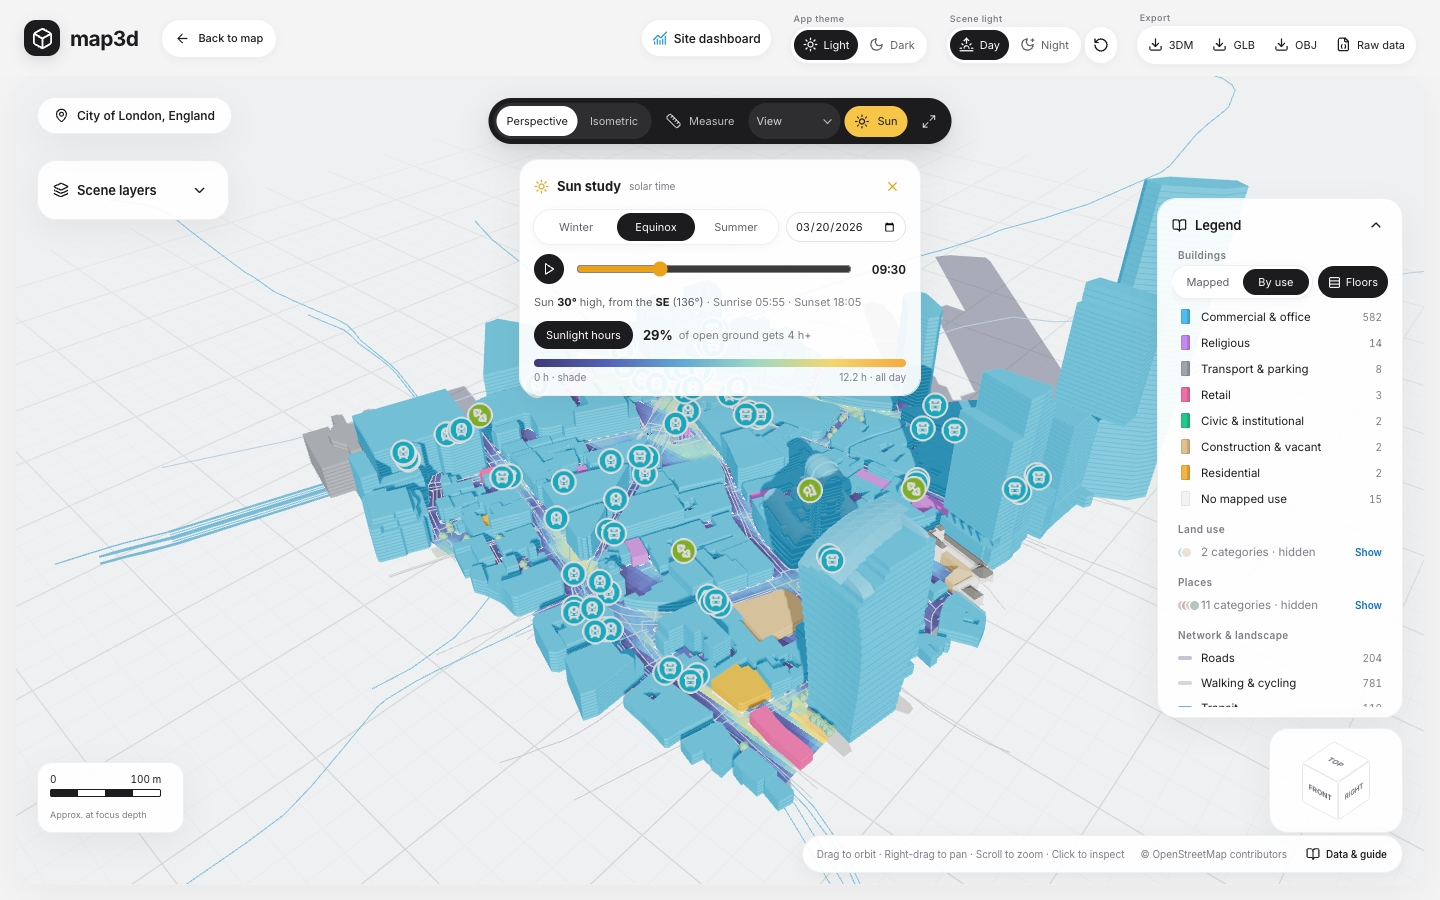 map3d
Back to map
Site dashboard
App theme
Light
Dark
Scene light
Day
Night
Export
3DM
GLB
OBJ
Raw data
City of London, England
Scene layers
Perspective
Isometric
Measure
View
Sun
Sun study solar time
Winter
Equinox
Summer
03/20/2026
09:30
Sun 30° high, from the SE (136°) · Sunrise 05:55 · Sunset 18:05
Sunlight hours
29% of open ground gets 4 h+
0 h · shade
12.2 h · all day
Legend
Buildings
Mapped
By use
Floors
Commercial & office 582
Religious 14
Transport & parking 8
Retail 3
Civic & institutional 2
Construction & vacant 2
Residential 2
No mapped use 15
Land use
2 categories · hidden Show
Places
11 categories · hidden Show
Network & landscape
Roads 204
Walking & cycling 781
TOP
FRONT
RIGHT
0 100 m
Approx. at focus depth
Drag to orbit · Right-drag to pan · Scroll to zoom · Click to inspect
© OpenStreetMap contributors
Data & guide